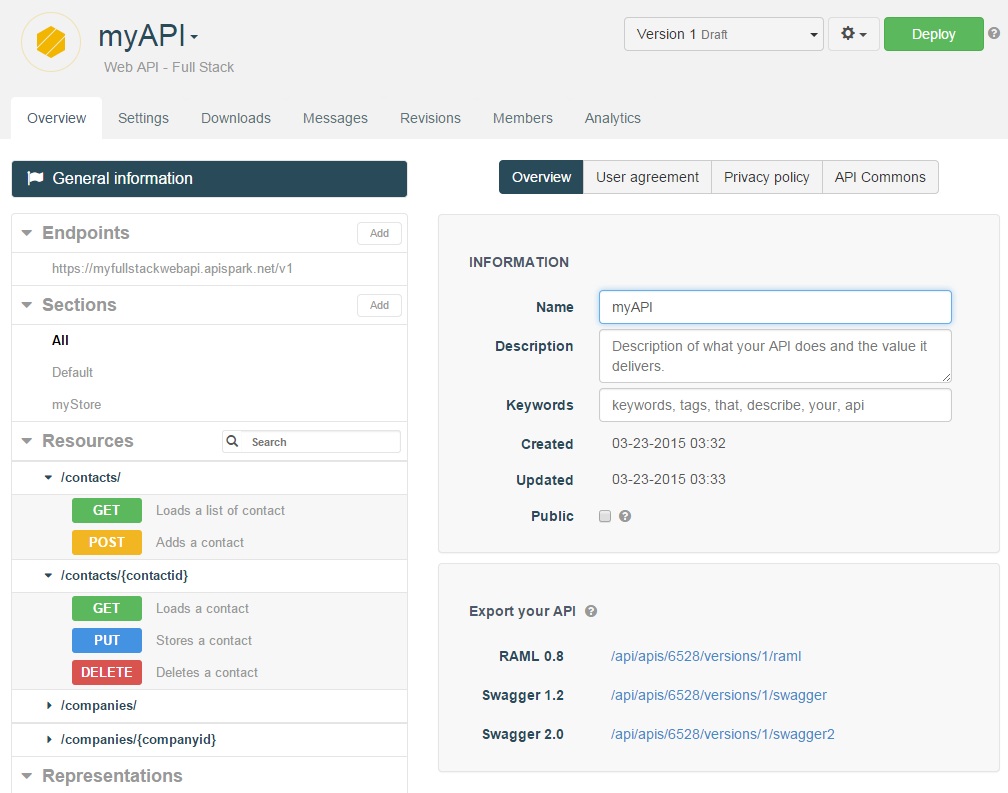 myAPI
Web API - Full Stack
Version 1 Draft
Deploy
?
Overview Settings Downloads Messages Revisions Members Analytics
General information
Endpoints Add
https://myfullstackwebapi.apispark.net/v1
Sections Add
All
Default
myStore
Resources Search
/contacts/
GET Loads a list of contact
POST Adds a contact
/contacts/{contactid}
GET Loads a contact
PUT Stores a contact
DELETE Deletes a contact
/companies/
/companies/{companyid}
Representations
Overview User agreement Privacy policy API Commons
INFORMATION
Name myAPI
Description Description of what your API does and the value it
delivers.
Keywords keywords, tags, that, describe, your, api
Created 03-23-2015 03:32
Updated 03-23-2015 03:33
Public ?
Export your API ?
RAML 0.8 /api/apis/6528/versions/1/raml
Swagger 1.2 /api/apis/6528/versions/1/swagger
Swagger 2.0 /api/apis/6528/versions/1/swagger2